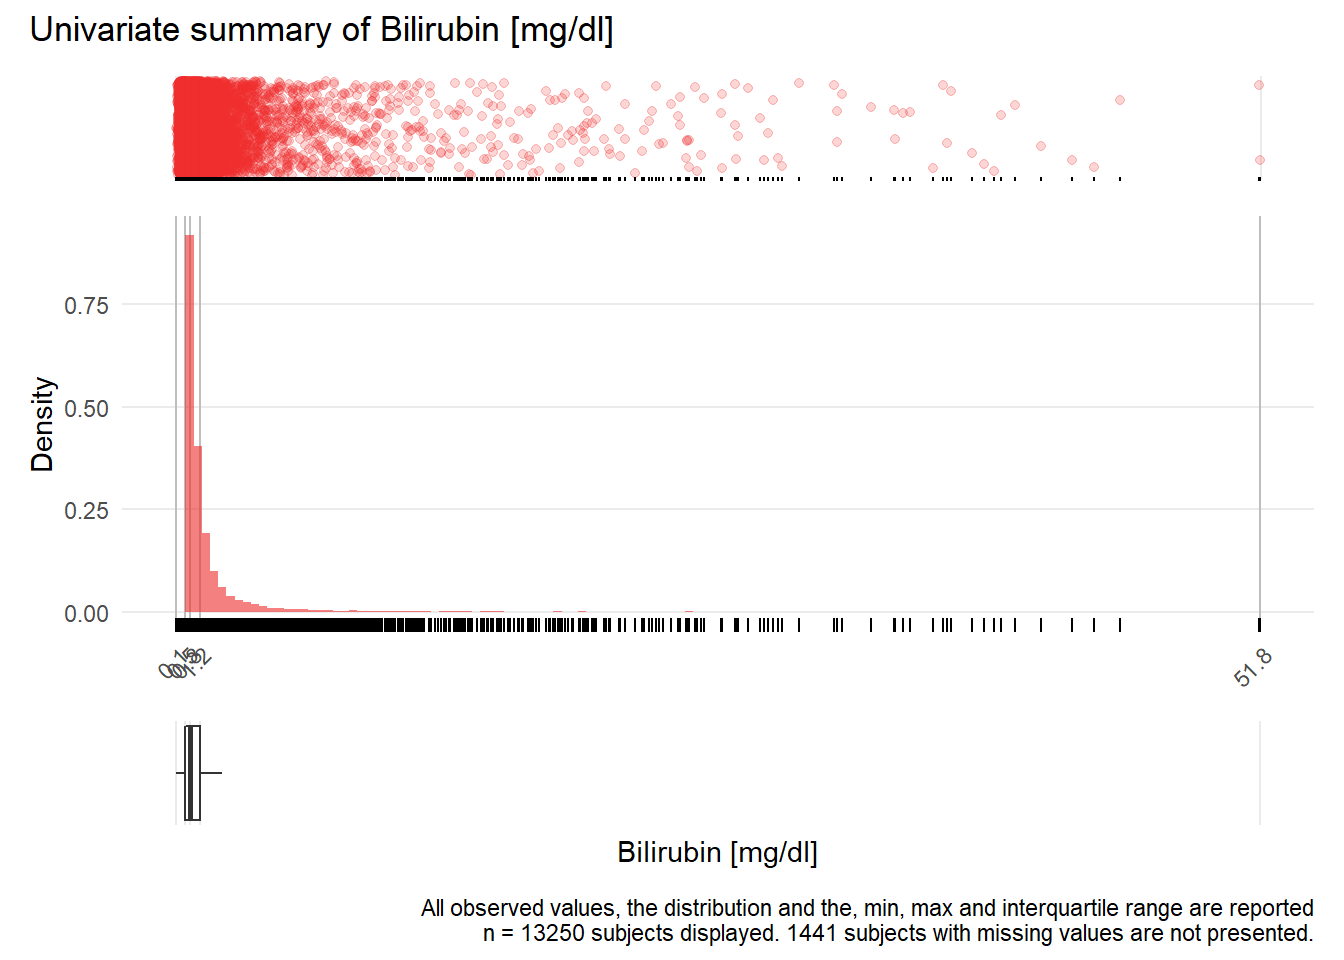 Univariate summary of Bilirubin [mg/dl]
0.75
0.50
0.25
0.00
Density
1.2
51.8
Bilirubin [mg/dl]
All observed values, the distribution and the, min, max and interquartile range are reported
n = 13250 subjects displayed. 1441 subjects with missing values are not presented.